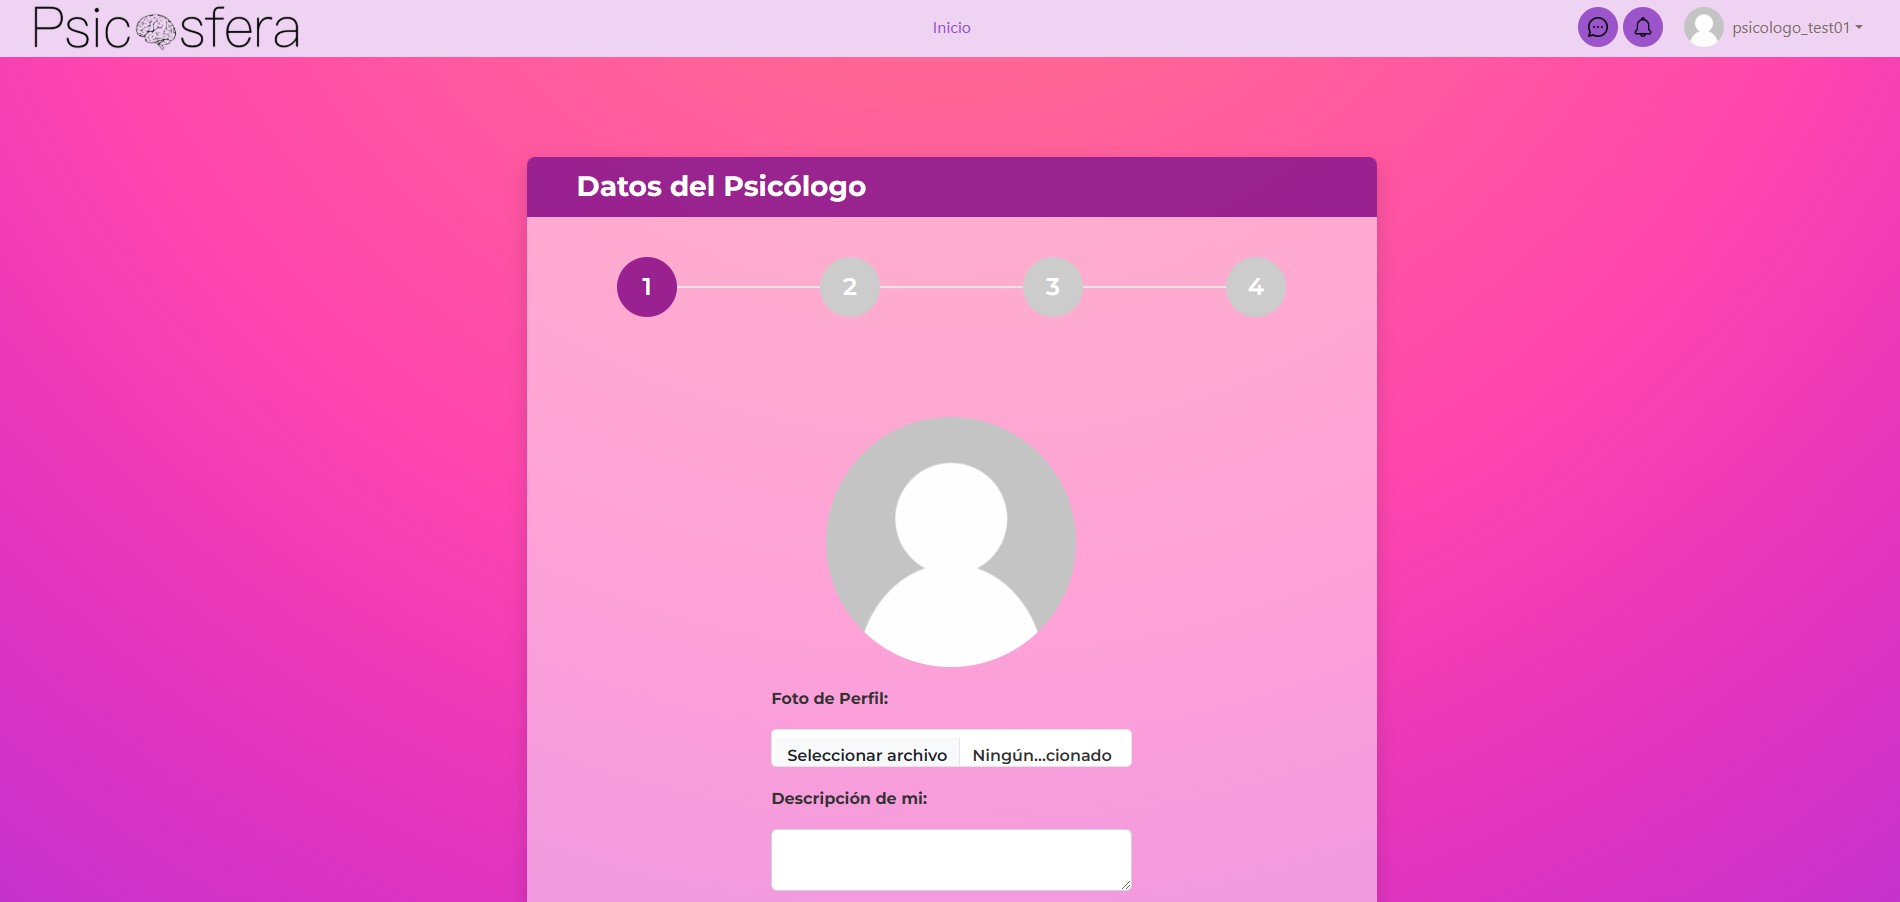 Psicosfera
Inicio
psicologo_test01
Datos del Psicólogo
1 2 3 4
Foto de Perfil:
Seleccionar archivo Ningún...cionado
Descripción de mi: